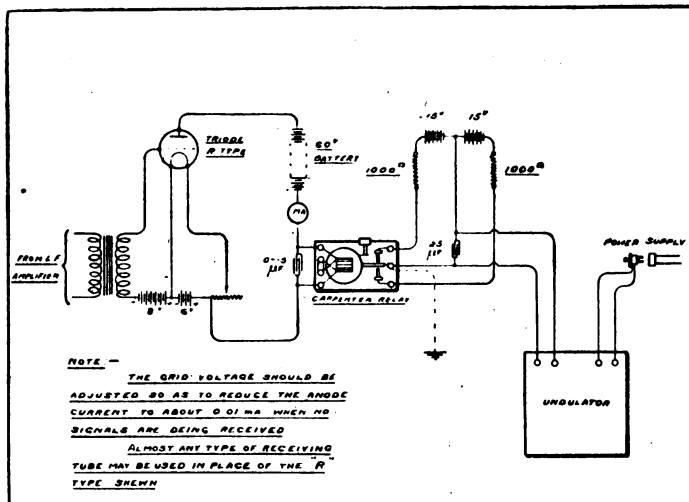 15ᵛ 15ᵛ
TRIODE
R TYPE
60ᵛ
BATTERY
1000Ω 1000Ω
MA
POWER SUPPLY
FROM L F
AMPLIFIER
μF
μF
CARPENTER RELAY
6ᵛ
UNDULATOR
NOTE:—
THE GRID VOLTAGE SHOULD BE
ADJUSTED SO AS TO REDUCE THE ANODE
CURRENT TO ABOUT 0.01 MA WHEN NO
SIGNALS ARE BEING RECEIVED
ALMOST ANY TYPE OF RECEIVING
TUBE MAY BE USED IN PLACE OF THE "R"
TYPE SHEWN